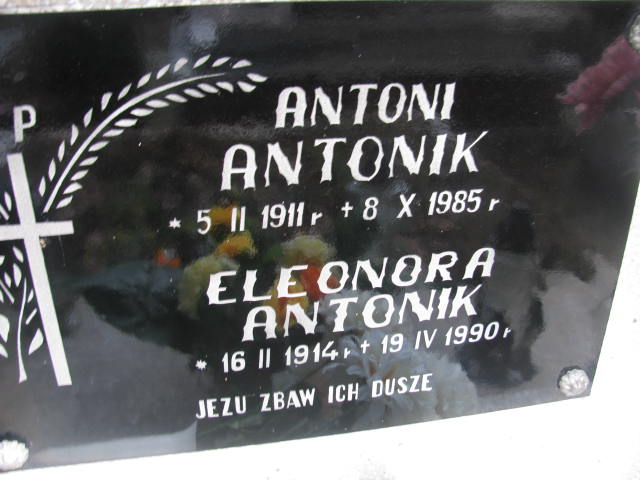 P
ANTONI
ANTONIK
* 5 II 1911 r + 8 X 1985 r
ELEONORA
ANTONIK
* 16 II 1914 r + 19 IV 1990 r
JEZU ZBAW ICH DUSZE